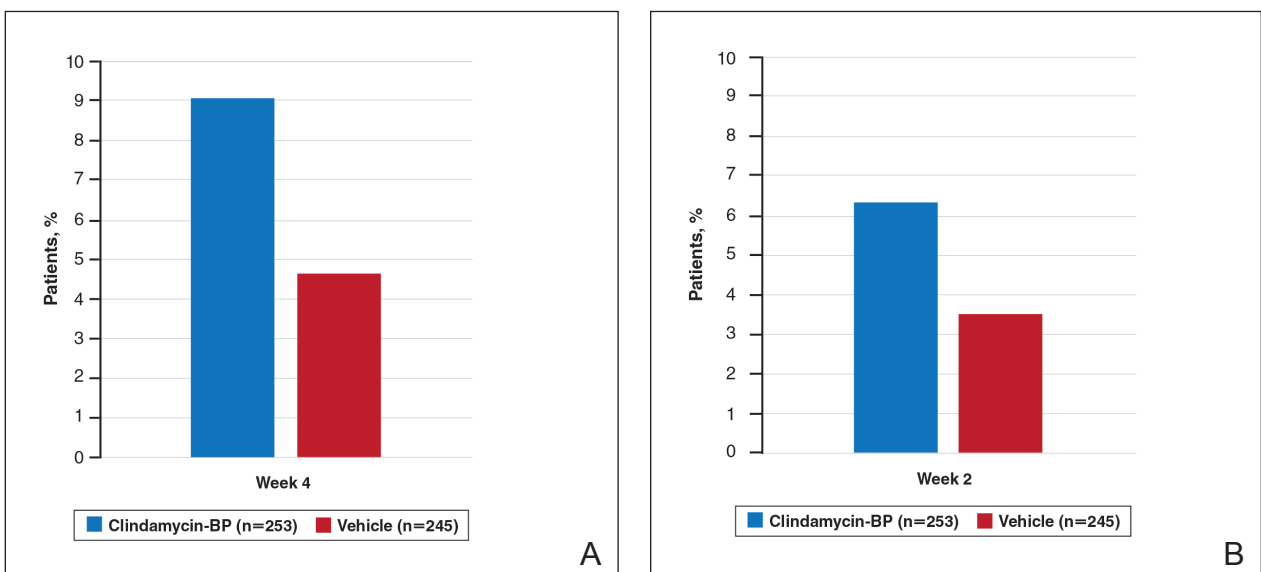 10
9
8
7
6
5
4
3
2
1
0
Patients, %
Week 4
Clindamycin-BP (n=253) Vehicle (n=245)
A
10
9
8
7
6
5
4
3
2
1
0
Patients, %
Week 2
Clindamycin-BP (n=253) Vehicle (n=245)
B